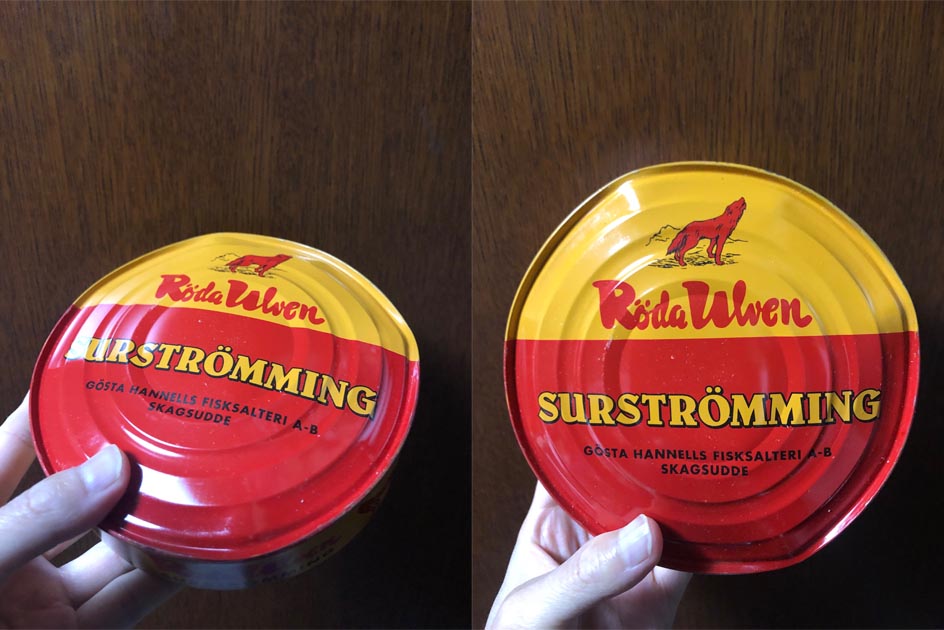 Röda Ulven
SURSTRÖMMING
GÖSTA HANNELLS FISKSALTERI A-B.
SKAGSUDDE
Röda Ulven
SURSTRÖMMING
GÖSTA HANNELLS FISKSALTERI A-B.
SKAGSUDDE